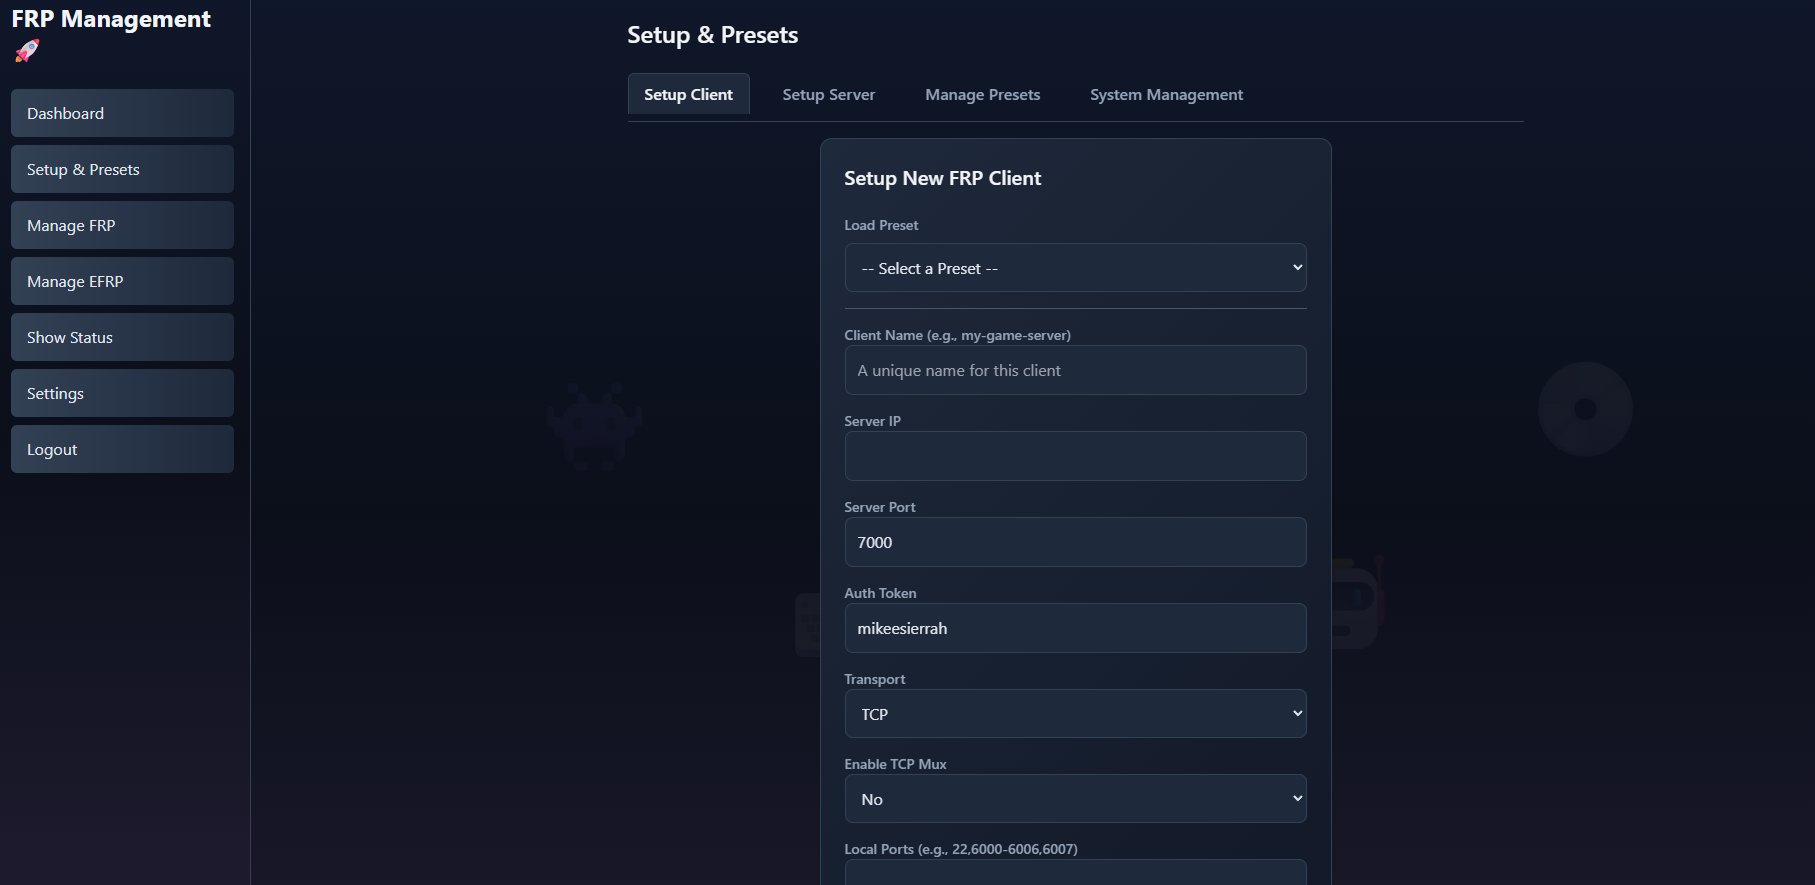 FRP Management
🚀
Dashboard
Setup & Presets
Manage FRP
Manage EFRP
Show Status
Settings
Logout
Setup & Presets
Setup Client
Setup Server
Manage Presets
System Management
Setup New FRP Client
Load Preset
-- Select a Preset --
Client Name (e.g., my-game-server)
A unique name for this client
Server IP
Server Port
7000
Auth Token
mikeesierrah
Transport
TCP
Enable TCP Mux
No
Local Ports (e.g., 22,6000-6006,6007)